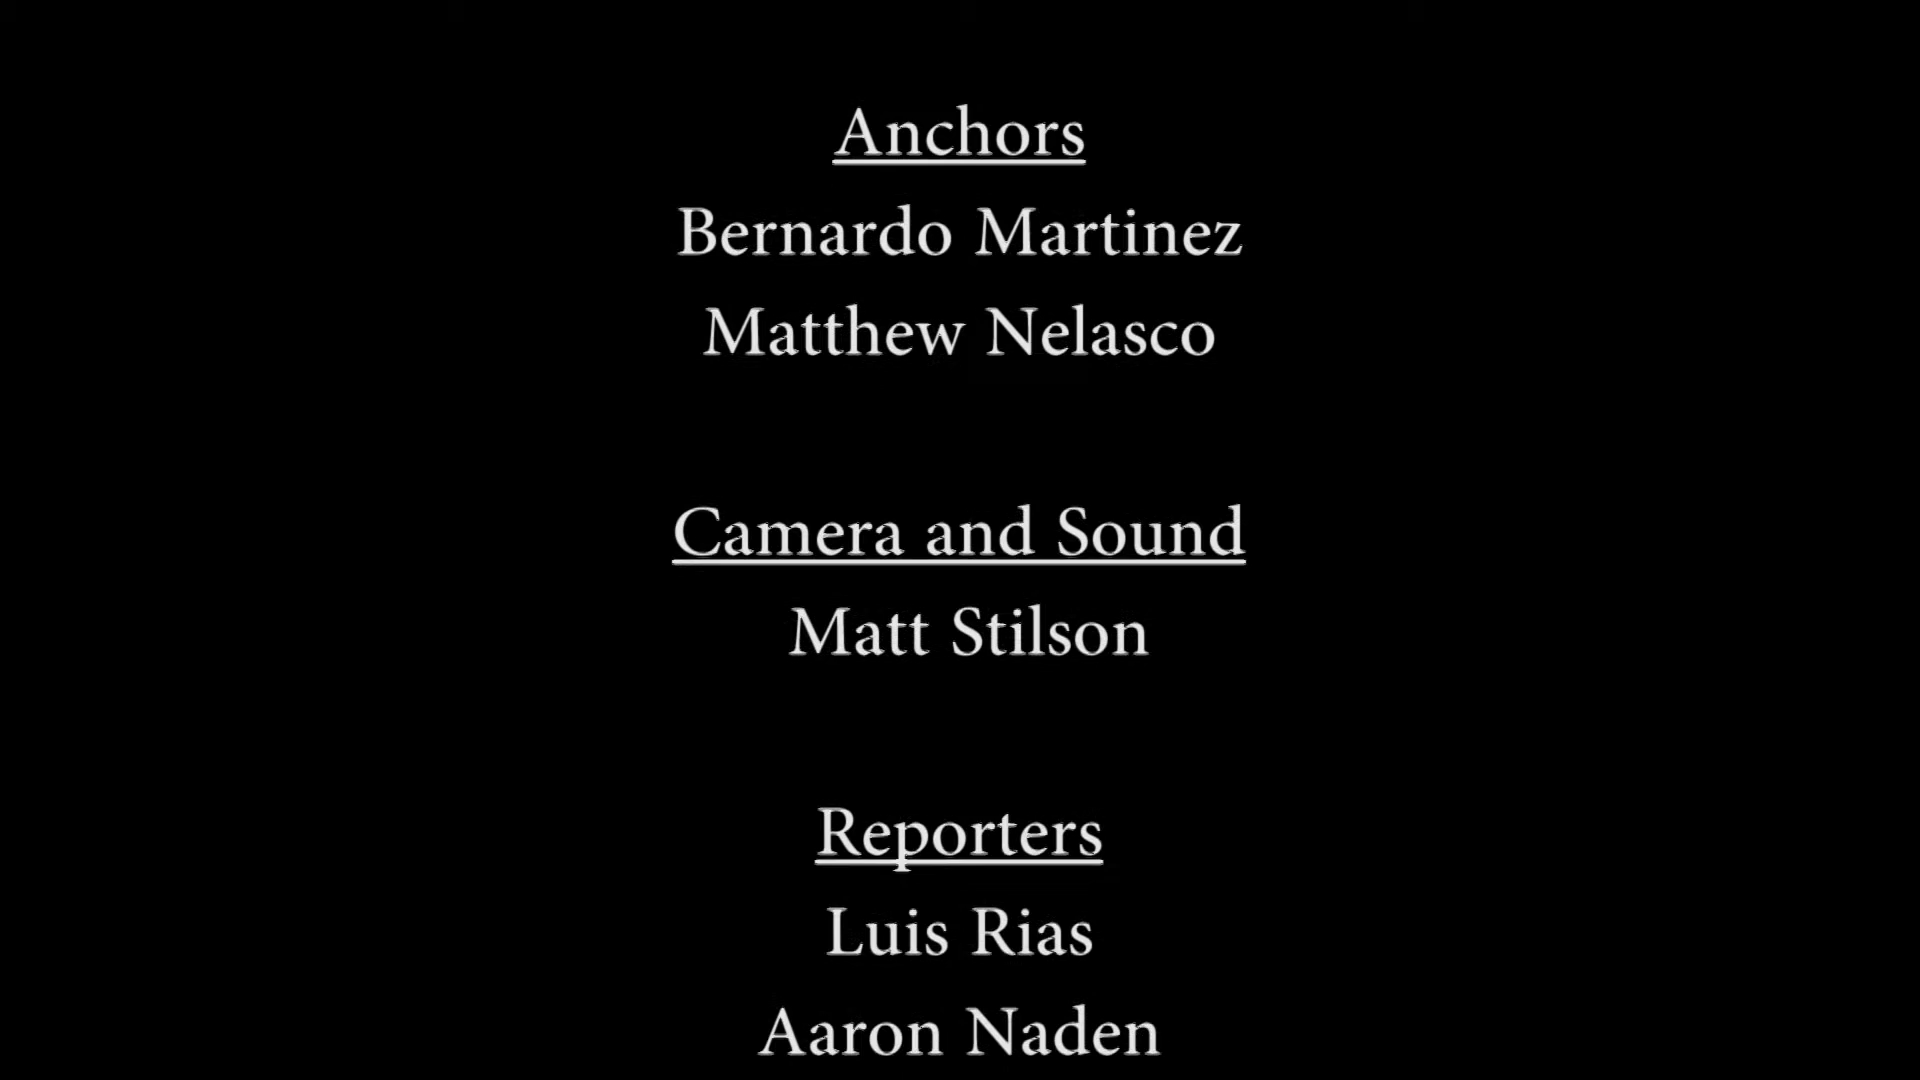 Anchors
Bernardo Martinez
Matthew Nelasco
Camera and Sound
Matt Stilson
Reporters
Luis Rias
Aaron Naden